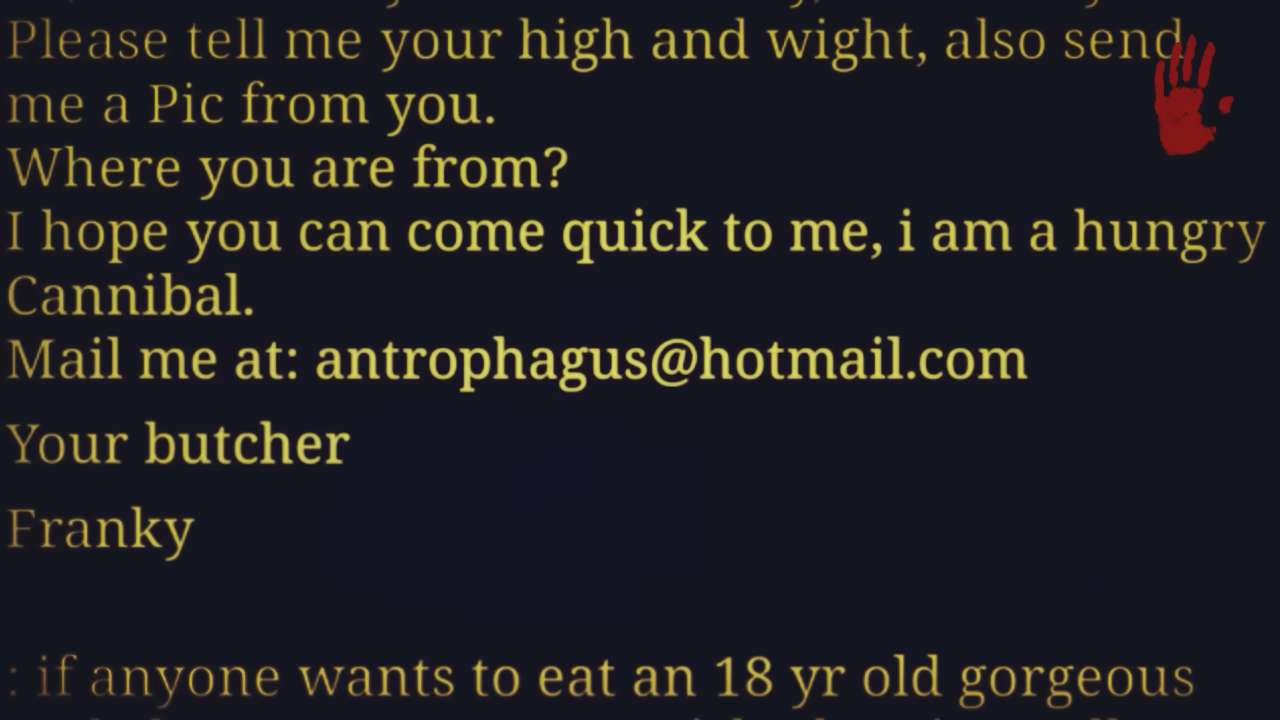 Please tell me your high and wight, also send
me a Pic from you.
Where you are from?
I hope you can come quick to me, i am a hungry
Cannibal.
Mail me at: antrophagus@hotmail.com
Your butcher
Franky
: if anyone wants to eat an 18 yr old gorgeous